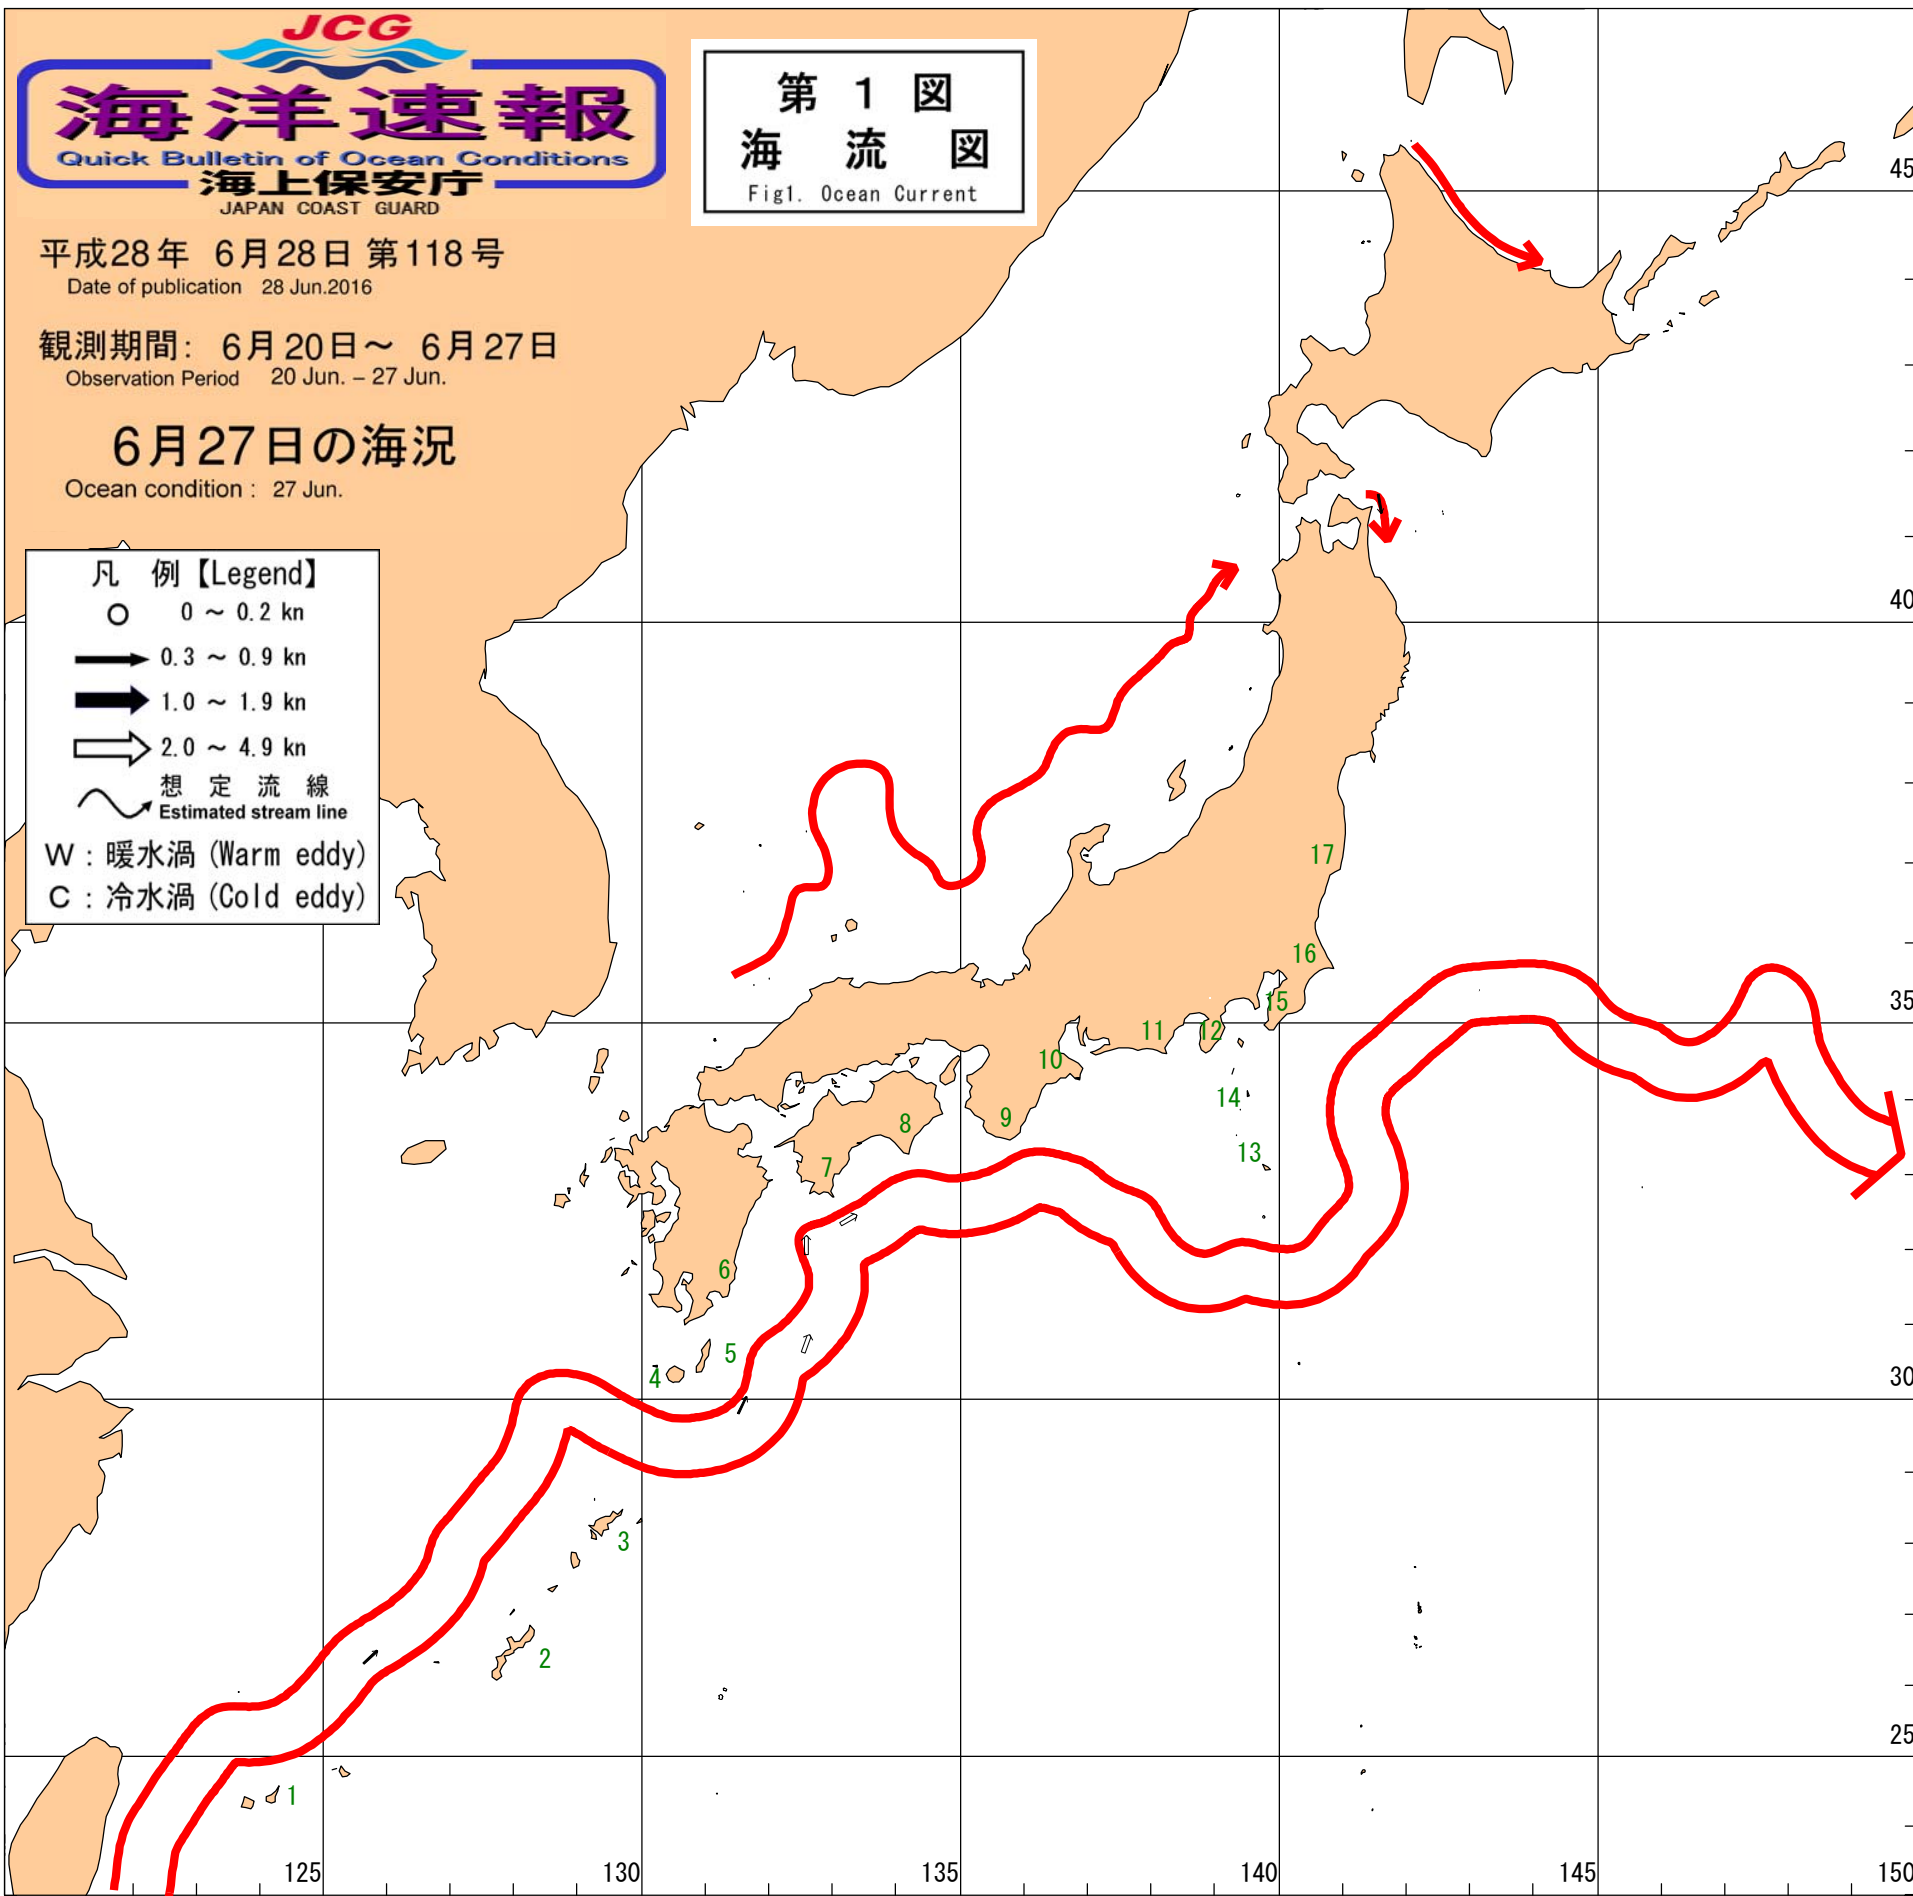 JCG
海洋速報
Quick Bulletin of Ocean Conditions
海上保安庁
JAPAN COAST GUARD
第 1 図
海 流 図
Fig1. Ocean Current
平成28年 6月28日 第118号
Date of publication 28 Jun.2016
観測期間: 6月20日~ 6月27日
Observation Period 20 Jun. – 27 Jun.
6月27日の海況
Ocean condition : 27 Jun.
凡 例【Legend】
0 ~ 0.2 kn
0.3 ~ 0.9 kn
1.0 ~ 1.9 kn
2.0 ~ 4.9 kn
想 定 流 線
Estimated stream line
W : 暖水渦 (Warm eddy)
C : 冷水渦 (Cold eddy)
45
40
17
16
35
15
11
12
10
14
8
9
13
7
6
5
4
30
3
2
25
1
125
130
135
140
145
150